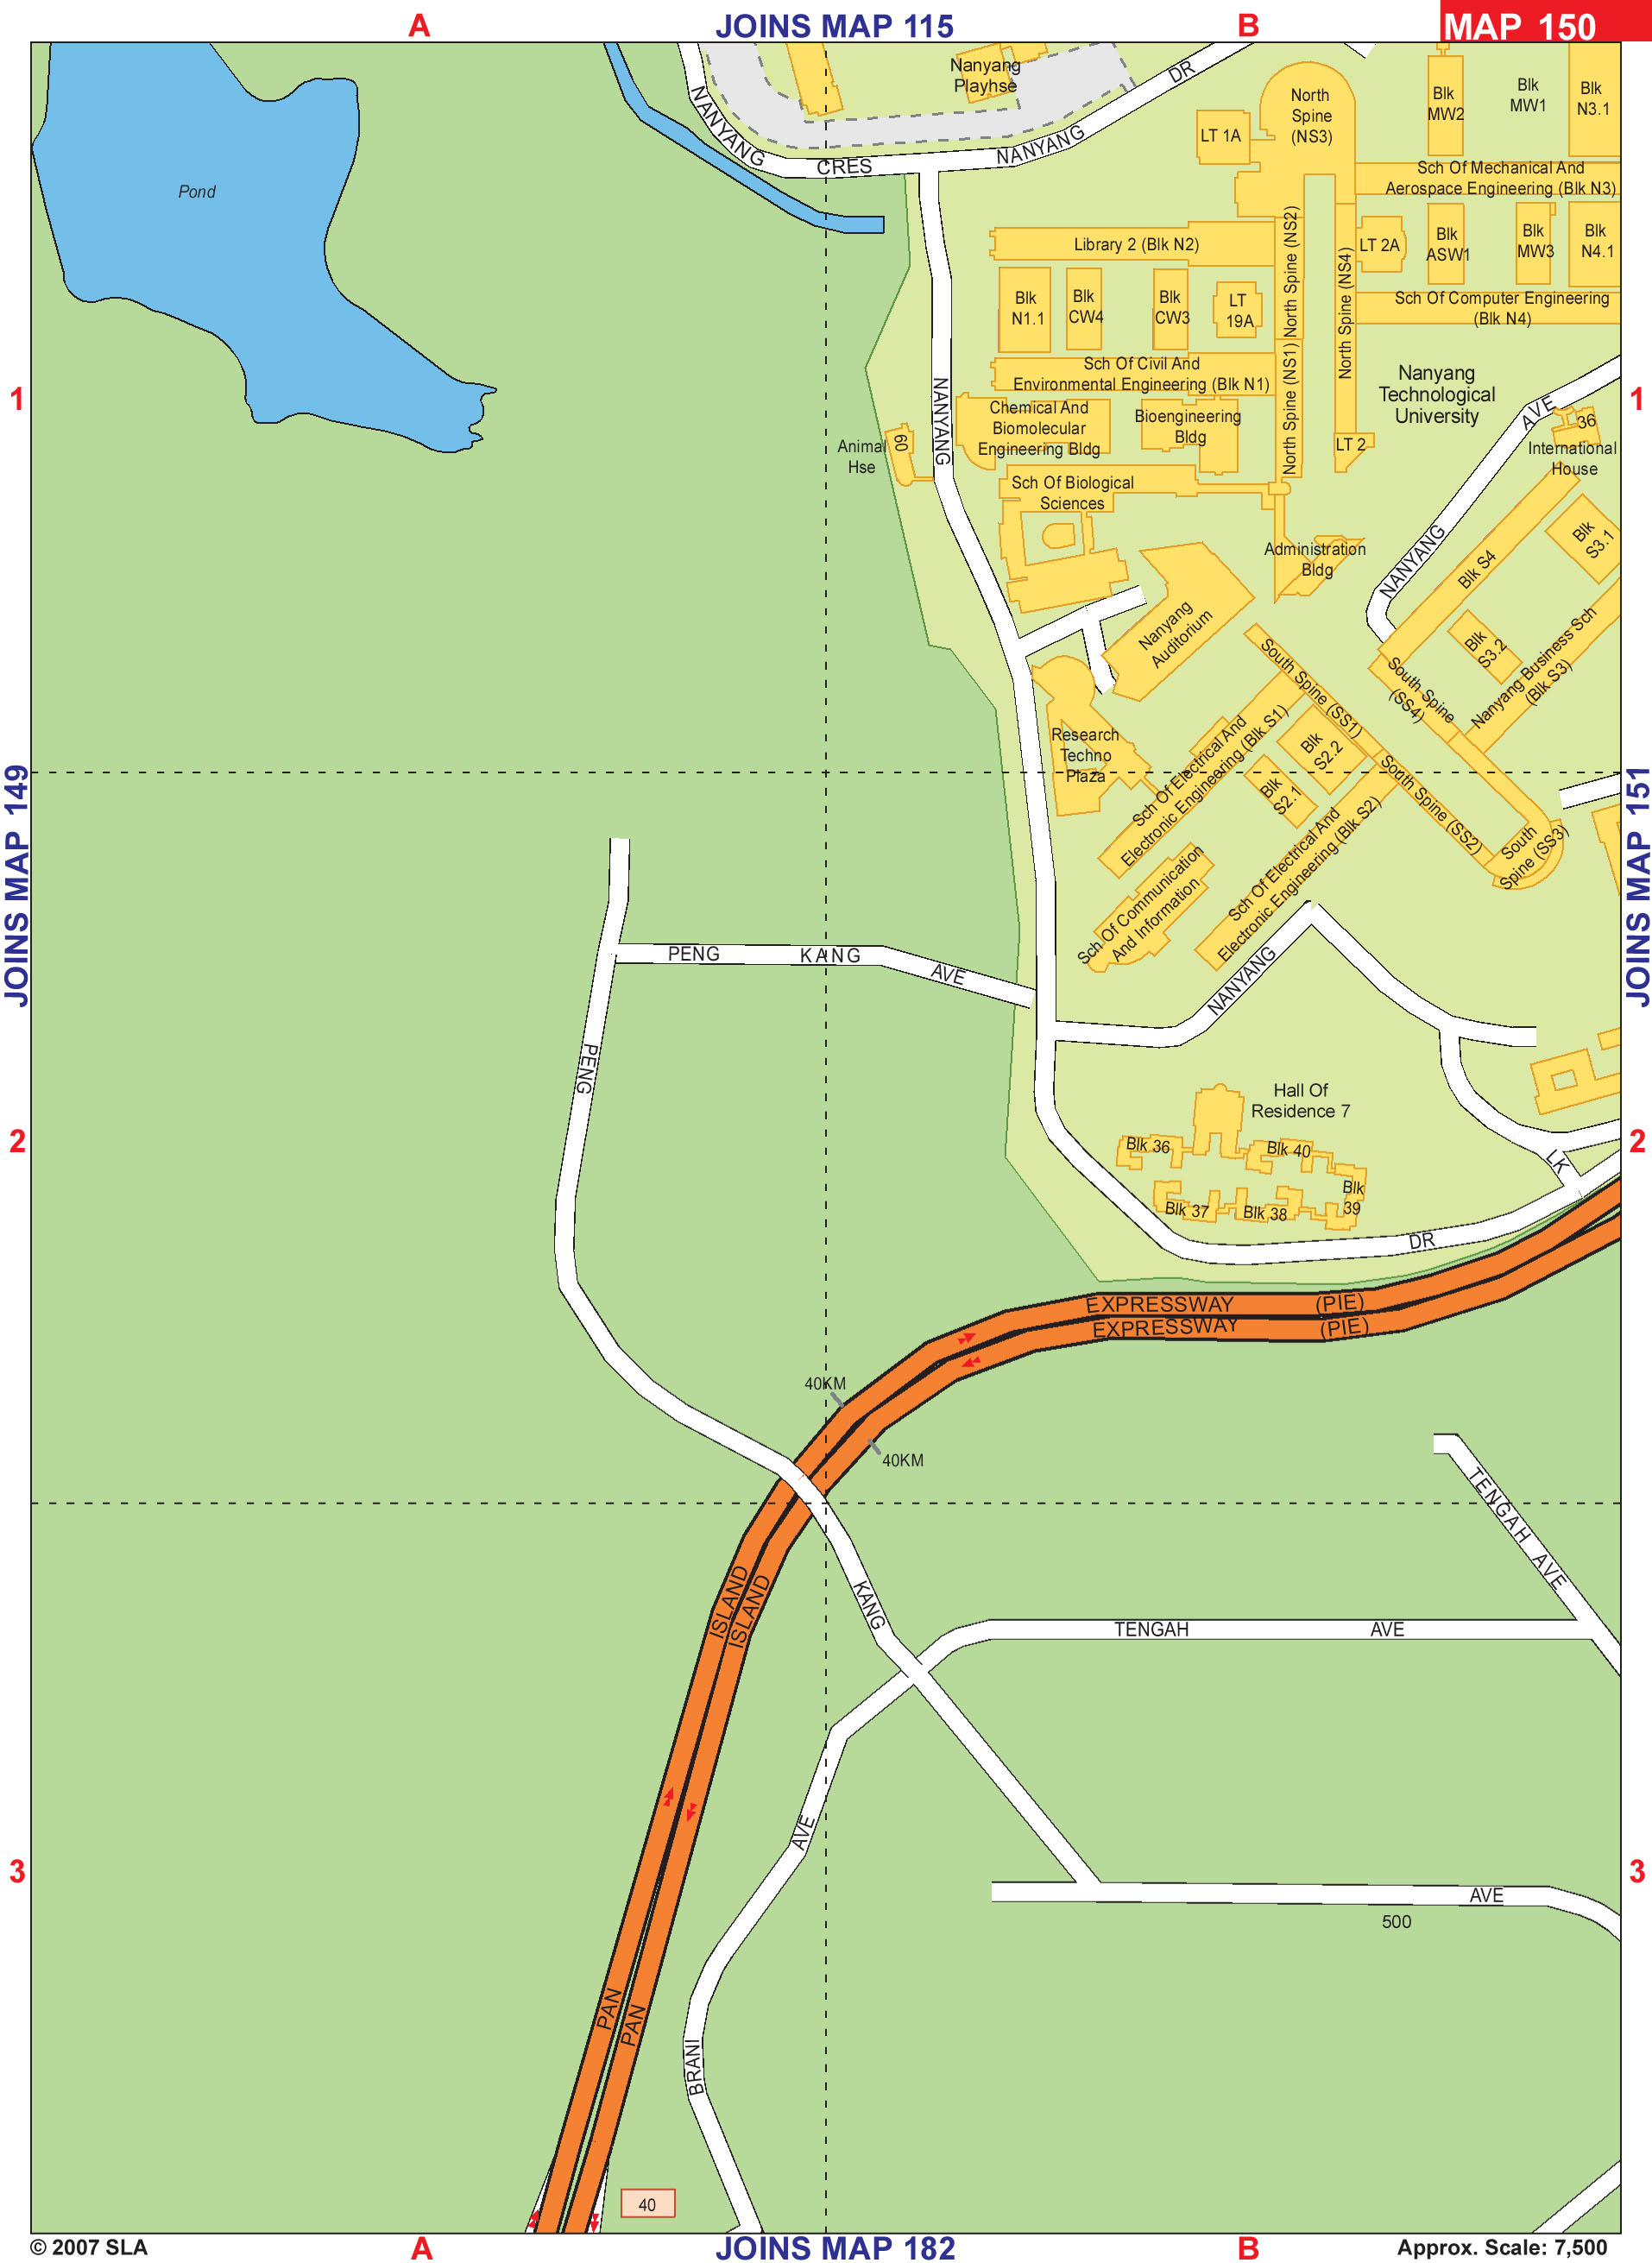 A
JOINS MAP 115
B
MAP 150
Nanyang
Playhse
DR
NANYANG
CRES
NANYANG
North
Spine
(NS3)
LT 1A
Blk
MW2
Blk
MW1
Blk
N3.1
Sch Of Mechanical And
Aerospace Engineering (Blk N3)
Pond
Library 2 (Blk N2)
North Spine (NS2)
North Spine (NS4)
LT 2A
Blk
ASW1
Blk
MW3
Blk
N4.1
Blk
N1.1
Blk
CW4
Blk
CW3
LT
19A
Sch Of Computer Engineering
(Blk N4)
Sch Of Civil And
Environmental Engineering (Blk N1)
North Spine (NS1)
Nanyang
Technological
University
1
1
NANYANG
Chemical And
Biomolecular
Engineering Bldg
Bioengineering
Bldg
LT 2
AVE
36
International
House
Animal
Hse
60
Sch Of Biological
Sciences
Administration
Bldg
NANYANG
Blk S4
Blk
S3.1
Nanyang
Auditorium
Blk
S3.2
Nanyang Business Sch
(Blk S3)
South Spine (SS1)
South Spine
(SS4)
Research
Techno
Plaza
Sch Of Electrical And
Electronic Engineering (Blk S1)
Blk
S2.2
Blk
S2.1
South Spine (SS2)
South
Spine (SS3)
JOINS MAP 149
JOINS MAP 151
Sch Of Electrical And
Electronic Engineering (Blk S2)
Sch Of Communication
And Information
NANYANG
PENG
KANG
AVE
PENG
Hall Of
Residence 7
2
2
Blk 36
Blk 40
Blk
39
Blk 37
Blk 38
LK
DR
EXPRESSWAY
(PIE)
EXPRESSWAY
(PIE)
40KM
40KM
TENGAH AVE
ISLAND
ISLAND
KANG
TENGAH
AVE
AVE
3
3
AVE
500
PAN
PAN
BRANI
40
© 2007 SLA
A
JOINS MAP 182
B
Approx. Scale: 7,500